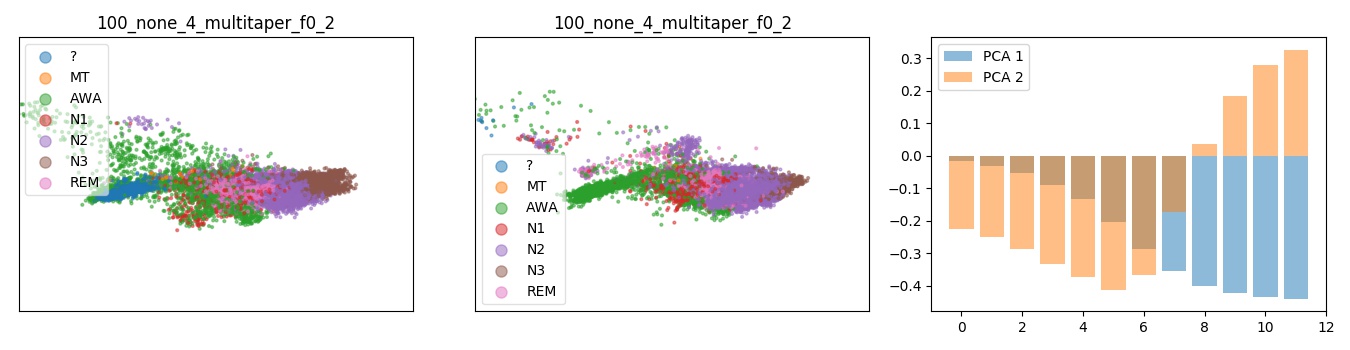 100_none_4_multitaper_f0_2
?
MT
AWA
N1
N2
N3
REM
100_none_4_multitaper_f0_2
?
MT
AWA
N1
N2
N3
REM
PCA 1
PCA 2
0.3
0.2
0.1
0.0
−0.1
−0.2
−0.3
−0.4
0 2 4 6 8 10 12